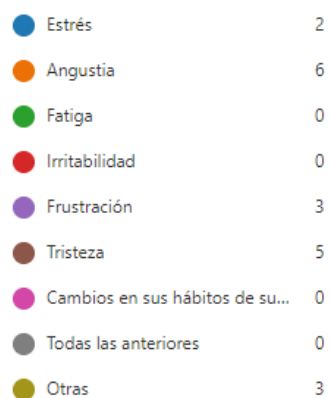 Estrés 2
Angustia 6
Fatiga 0
Irritabilidad 0
Frustración 3
Tristeza 5
Cambios en sus hábitos de su... 0
Todas las anteriores 0
Otras 3